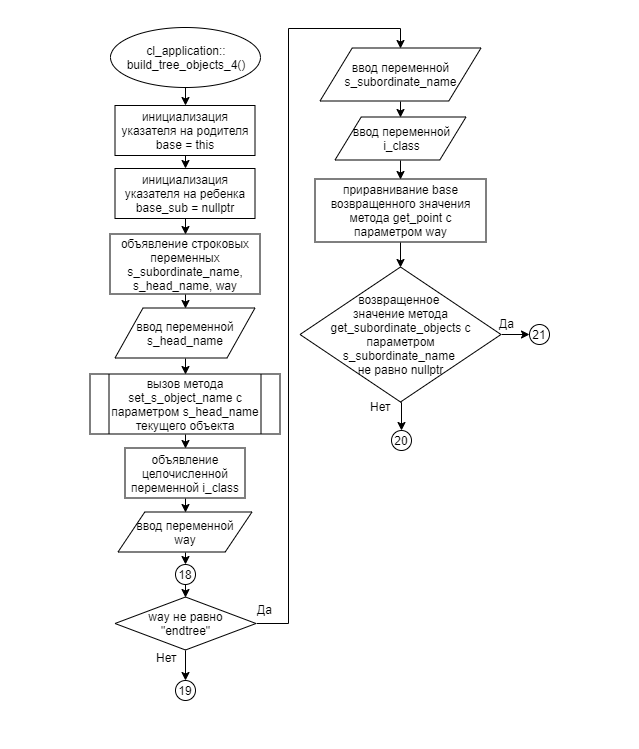 cl_application::
build_tree_objects_4()
инициализация
указателя на родителя
base = this
инициализация
указателя на ребенка
base_sub = nullptr
объявление строковых
переменных
s_subordinate_name,
s_head_name, way
ввод переменной
s_head_name
вызов метода
set_s_object_name с
параметром s_head_name
текущего объекта
объявление
целочисленной
переменной i_class
ввод переменной
way
18
way не равно
"endtree"
Да
Нет
19
ввод переменной
s_subordinate_name
ввод переменной
i_class
приравнивание base
возвращенного значения
метода get_point с
параметром way
возвращенное
значение метода
get_subordinate_objects с
параметром
s_subordinate_name
не равно nullptr
Да
21
Нет
20